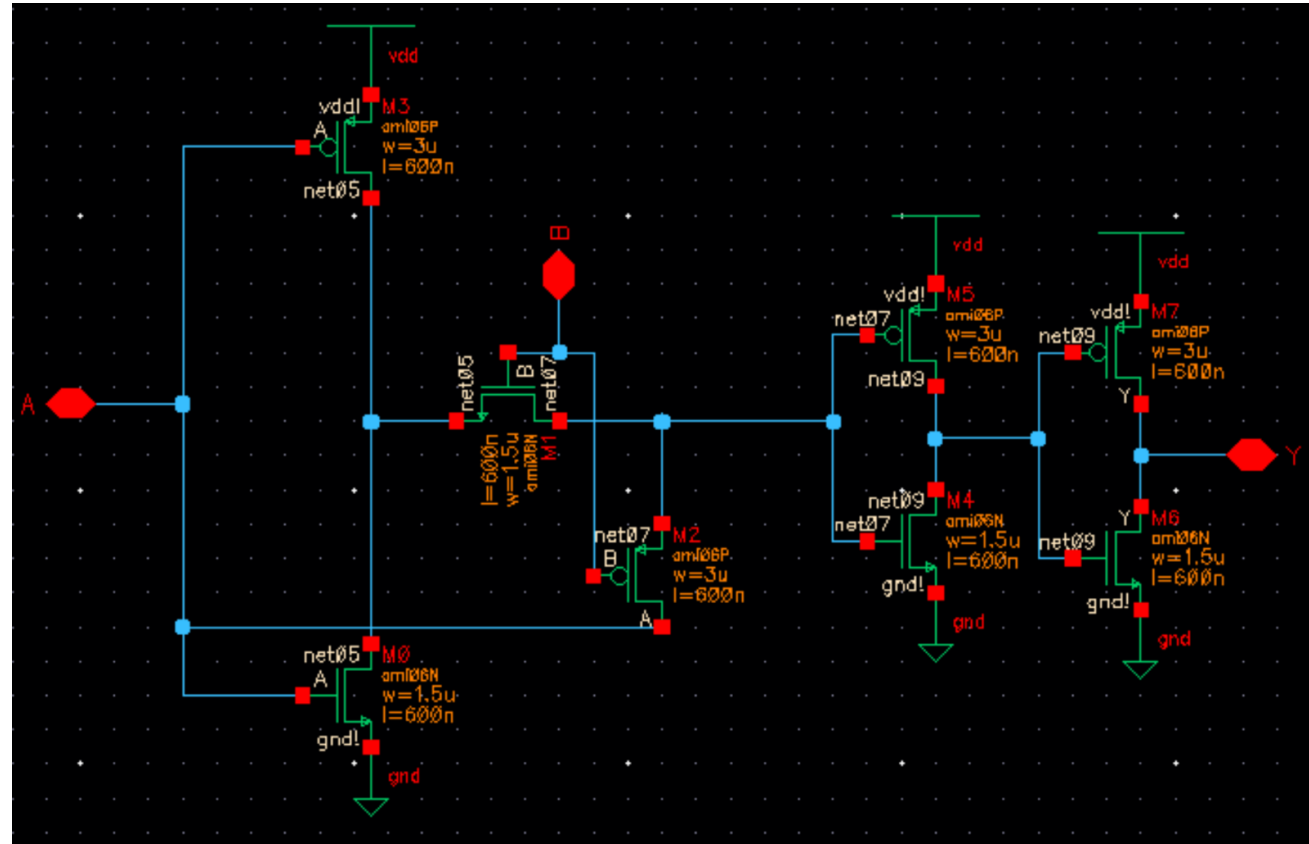 vdd
vdd!
M3
A
ami06P
w=3u
l=600n
net05
B
vdd
vdd
vdd!
M5
net07
ami06P
w=3u
l=600n
net09
vdd!
M7
net09
ami06P
w=3u
l=600n
Y
net05
B
net07
A
l=600n
w=1.5u
ami06N
M1
Y
net07
M2
B
ami06P
w=3u
l=600n
A
net09
M4
net07
ami06N
w=1.5u
l=600n
gnd!
gnd
Y
M6
net09
ami06N
w=1.5u
l=600n
gnd!
gnd
net05
M0
A
ami06N
w=1.5u
l=600n
gnd!
gnd